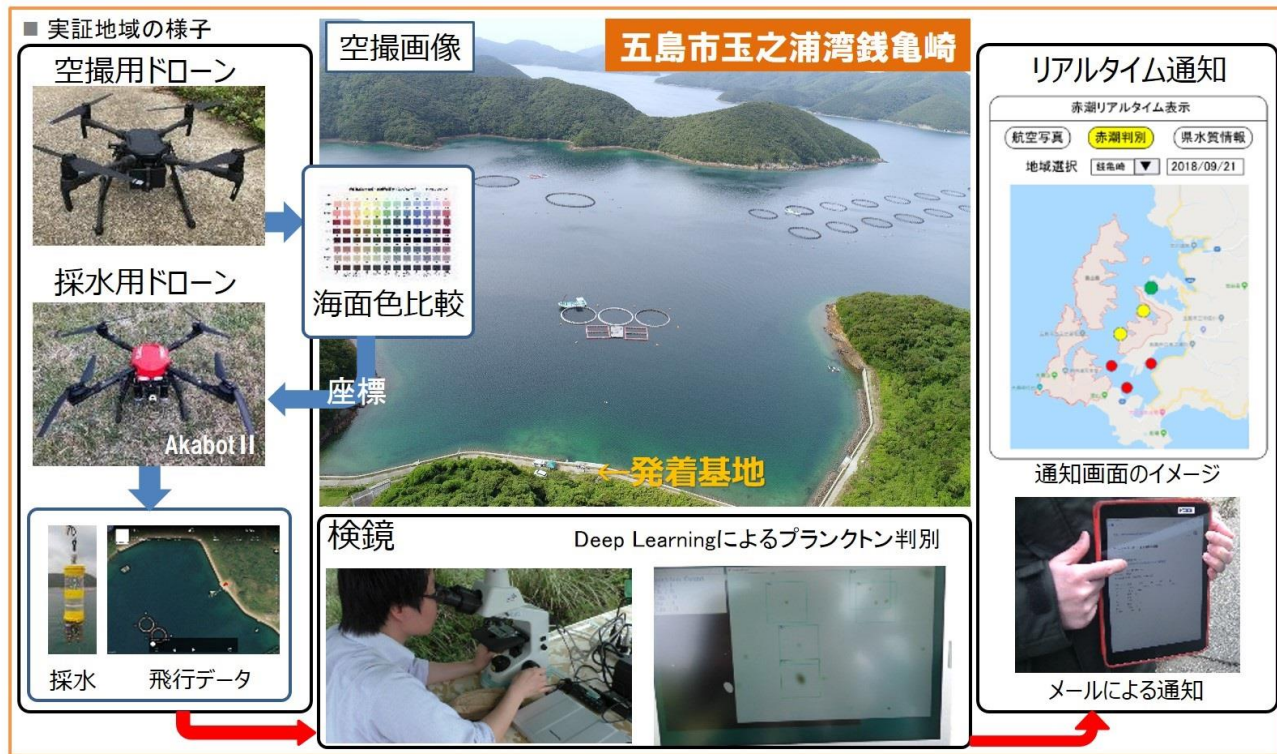 ■ 実証地域の様子
空撮用ドローン
採水用ドローン
Akabot II
採水
飛行データ
空撮画像
五島市玉之浦湾銭亀崎
海面色比較
座標
←発着基地
検鏡
Deep Learningによるプランクトン判別
リアルタイム通知
赤潮リアルタイム表示
航空写真
赤潮判別
県水質情報
地域選択
銭亀崎 ▼
2018/09/21
通知画面のイメージ
メールによる通知